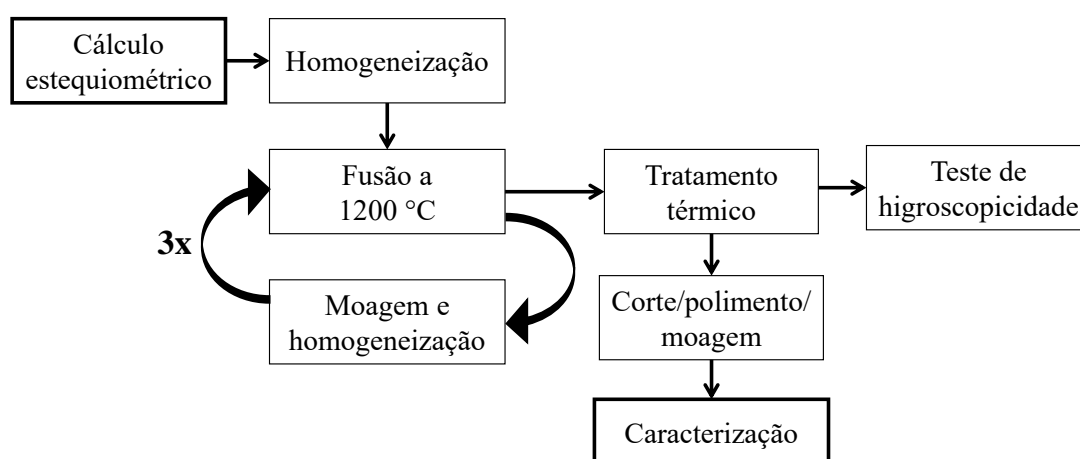 Cálculo
estequiométrico
Homogeneização
Fusão a
1200 °C
3x
Moagem e
homogeneização
Tratamento
térmico
Teste de
higroscopicidade
Corte/polimento/
moagem
Caracterização